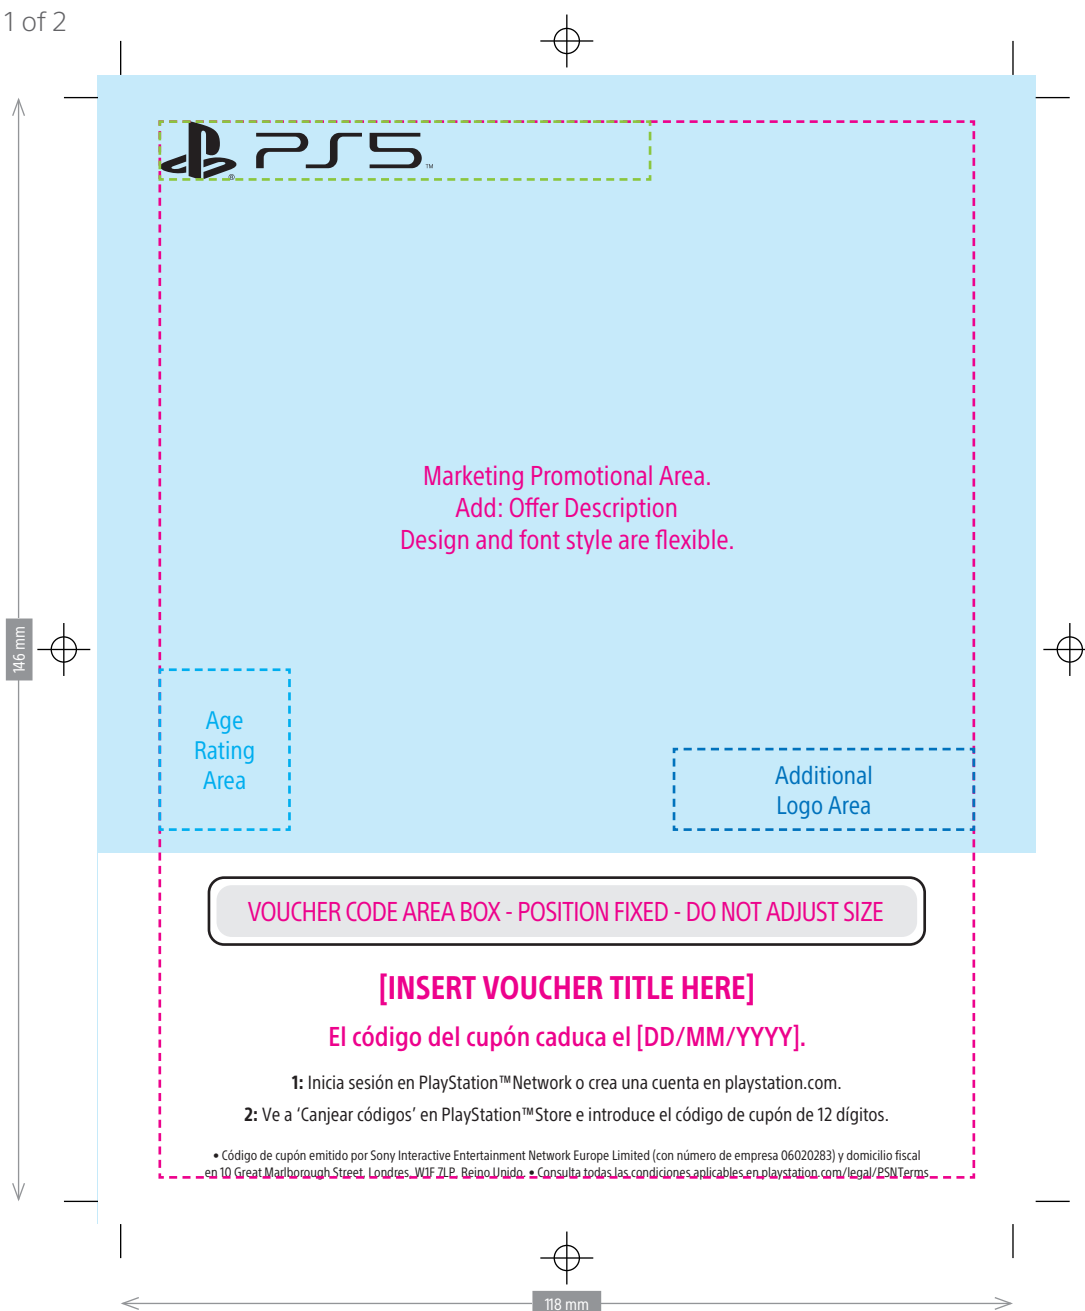 1 of 2
PS5™
®
Marketing Promotional Area.
Add: Offer Description
Design and font style are flexible.
146 mm
Age
Rating
Area
Additional
Logo Area
VOUCHER CODE AREA BOX - POSITION FIXED - DO NOT ADJUST SIZE
[INSERT VOUCHER TITLE HERE]
El código del cupón caduca el [DD/MM/YYYY].
1: Inicia sesión en PlayStation™Network o crea una cuenta en playstation.com.
2: Ve a ‘Canjear códigos’ en PlayStation™Store e introduce el código de cupón de 12 dígitos.
• Código de cupón emitido por Sony Interactive Entertainment Network Europe Limited (con número de empresa 06020283) y domicilio fiscal
en 10 Great Marlborough Street, Londres, W1F 7LP, Reino Unido. • Consulta todas las condiciones aplicables en playstation.com/legal/PSNTerms
118 mm